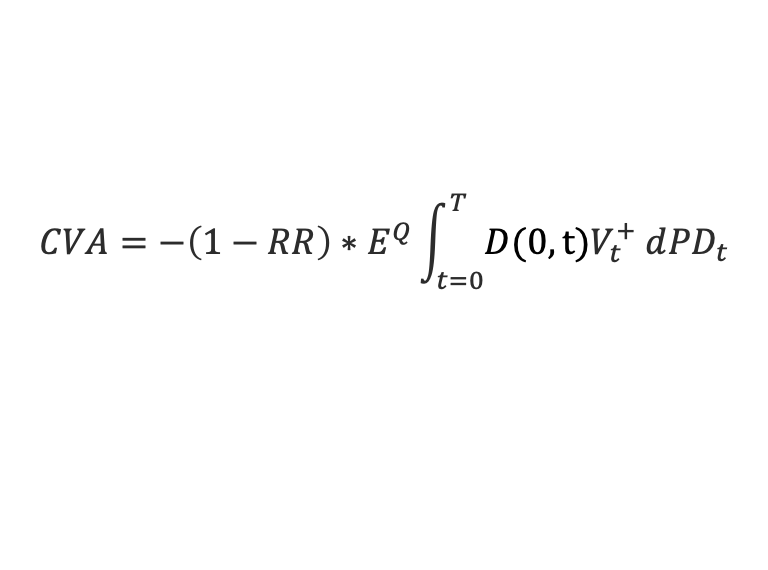 CVA = −(1 − RR) ∗ E^Q ∫_{t=0}^{T} D(0,t)V_t^+ dPD_t